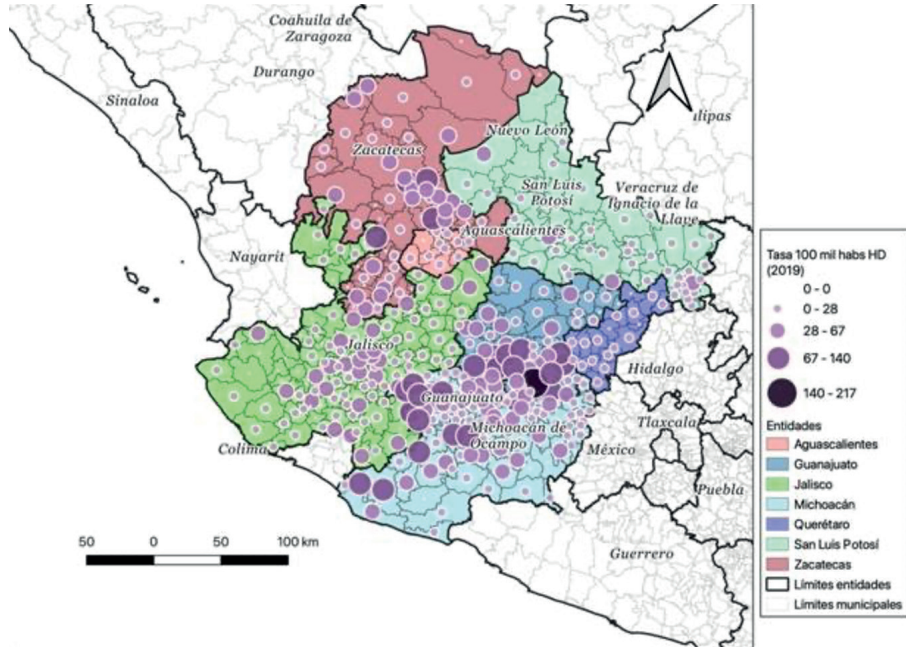 Coahuila de
Zaragoza
Durango
Sinaloa
Nuevo León
ulipas
Zacatecas
San Luis
Potosí
Veracruz de
Ignacio de la
Llave
Aguascalientes
Nayarit
Jalisco
Hidalgo
Guanajuato
Michoacán de
Ocampo
Tlaxcala
Colima
México
Puebla
Guerrero
50 0 50 100 km
Tasa 100 mil habs HD
(2019)
0 - 0
0 - 28
28 - 67
67 - 140
140 - 217
Entidades
Aguascalientes
Guanajuato
Jalisco
Michoacán
Querétaro
San Luis Potosí
Zacatecas
Límites entidades
Límites municipales